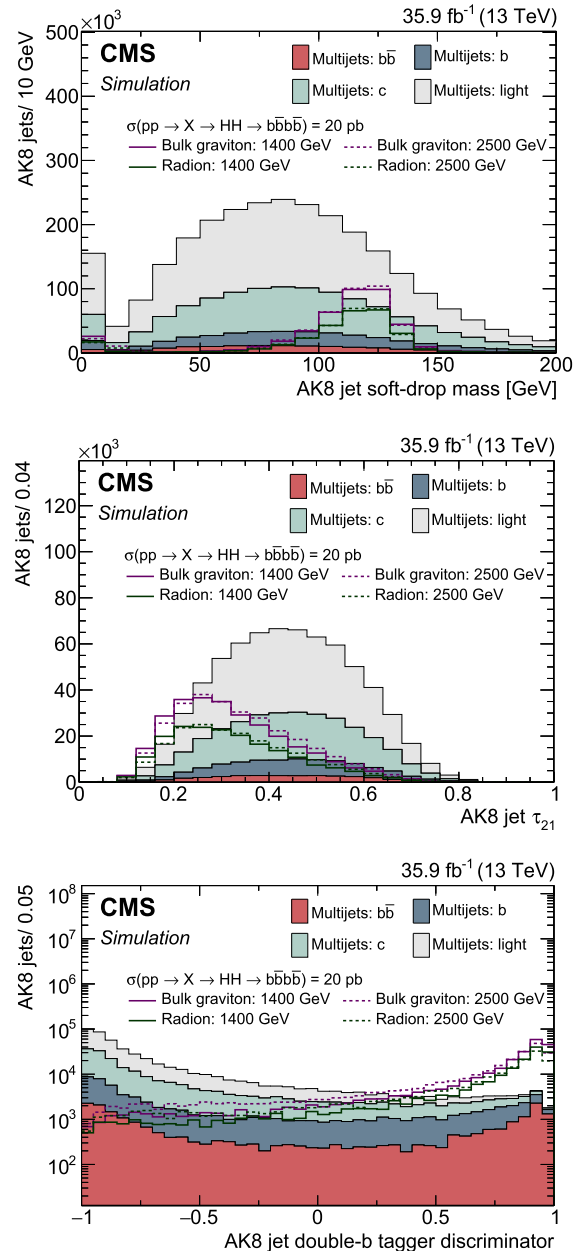 ×10³ 35.9 fb⁻¹ (13 TeV)
AK8 jets/ 10 GeV
500
400
300
200
100
0
CMS
Simulation
Multijets: bb̅ Multijets: b
Multijets: c Multijets: light
σ(pp → X → HH → bb̅bb̅) = 20 pb
Bulk graviton: 1400 GeV Bulk graviton: 2500 GeV
Radion: 1400 GeV Radion: 2500 GeV
0 50 100 150 200
AK8 jet soft-drop mass [GeV]
×10³ 35.9 fb⁻¹ (13 TeV)
AK8 jets/ 0.04
120
100
80
60
40
20
0
CMS
Simulation
Multijets: bb̅ Multijets: b
Multijets: c Multijets: light
σ(pp → X → HH → bb̅bb̅) = 20 pb
Bulk graviton: 1400 GeV Bulk graviton: 2500 GeV
Radion: 1400 GeV Radion: 2500 GeV
0 0.2 0.4 0.6 0.8 1
AK8 jet τ₂₁
35.9 fb⁻¹ (13 TeV)
AK8 jets/ 0.05
10⁸
10⁷
10⁶
10⁵
10⁴
10³
10²
CMS
Simulation
Multijets: bb̅ Multijets: b
Multijets: c Multijets: light
σ(pp → X → HH → bb̅bb̅) = 20 pb
Bulk graviton: 1400 GeV Bulk graviton: 2500 GeV
Radion: 1400 GeV Radion: 2500 GeV
−1 −0.5 0 0.5 1
AK8 jet double-b tagger discriminator